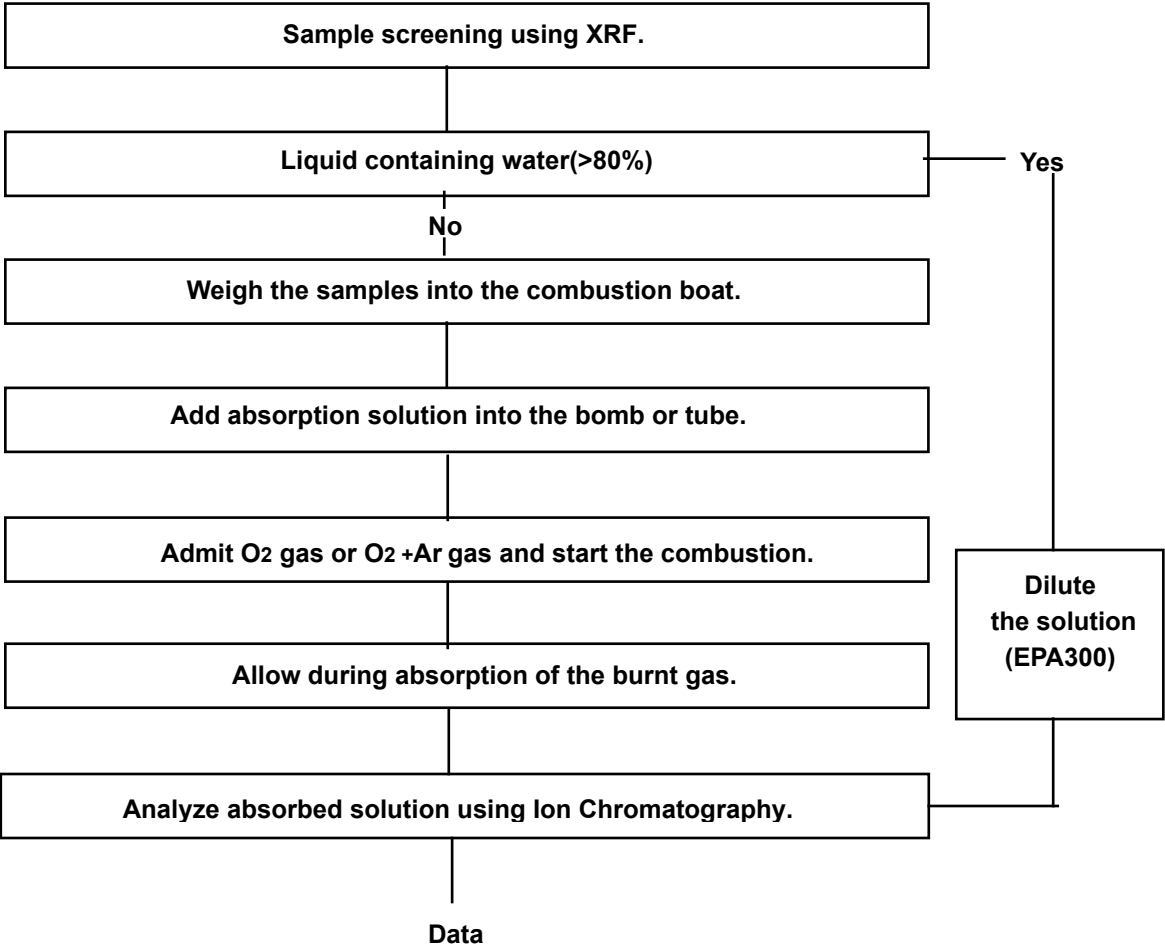 Sample screening using XRF.
Liquid containing water(>80%)
Yes
No
Weigh the samples into the combustion boat.
Add absorption solution into the bomb or tube.
Admit O2 gas or O2 +Ar gas and start the combustion.
Dilute
the solution
(EPA300)
Allow during absorption of the burnt gas.
Analyze absorbed solution using Ion Chromatography.
Data